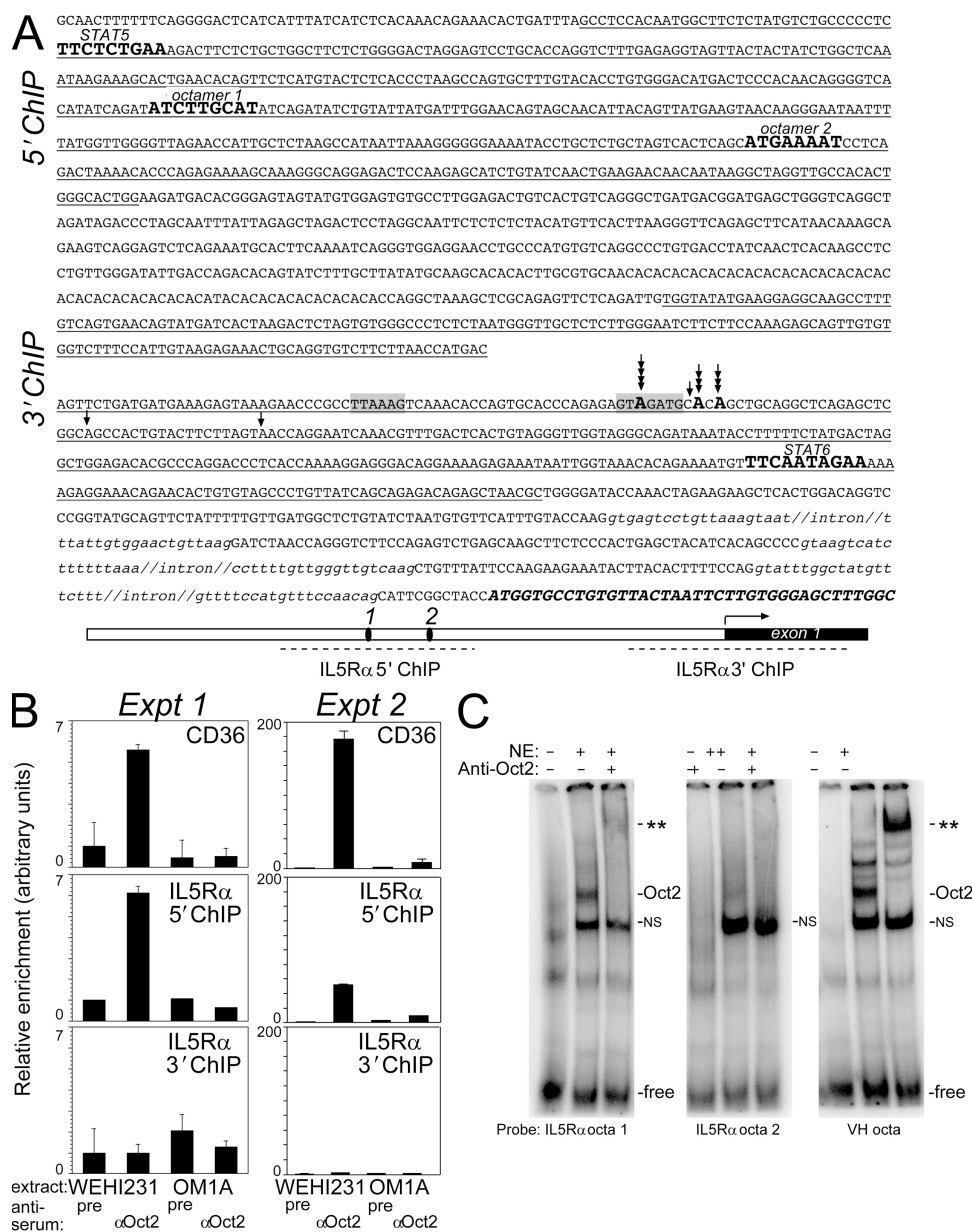 A
GCAACTTTTTTCAGGGGACTCATCATTTATCATCTCACAAACAGAAACACTGATTTAGCCTCCACAATGGCTTCTCTATGTCTGCCCCCTC
STAT5
TTCTCTGAAAGACTTCTCTGCTGGCTTCTCTGGGGACTAGGAGTCCTGCACCAGGTCTTTGAGAGGTAGTTACTACTATCTGGCTCAA
ATAAGAAAGCACTGAACACAGTTCTCATGTACTCTCACCCTAAGCCAGTGCTTTGTACACCTGTGGGACATGACTCCCACAACAGGGGTCA
octamer 1
CATATCAGATATCTTGCATATCAGATATCTGTATTATGATTTGGAACAGTAGCAACATTACAGTTATGAAGTAACAAGGGAATAATTT
octamer 2
TATGGTTGGGGTTAGAACCATTGCTCTAAGCCATAATTAAAGGGGGGAAAATACCTGCTCTGCTAGTCACTCAGCATGAAAATCCTCA
GACTAAAACACCCAGAGAAAAGCAAAGGGCAGGAGACTCCAAGAGCATCTGTATCAACTGAAGAACAACAATAAGGCTAGGTTGCCACACT
GGGCACTGGAAGATGACACGGGAGTAGTATGTGGAGTGTGCCTTGGAGACTGTCACTGTCAGGGCTGATGACGGATGAGCTGGGTCAGGCT
AGATAGACCCTAGCAATTTATTAGAGCTAGACTCCTAGGCAATTCTCTCTCTACATGTTCACTTAAGGGTTCAGAGCTTCATAACAAAGCA
GAAGTCAGGAGTCTCAGAAATGCACTTCAAAATCAGGGTGGAGGAACCTGCCCATGTGTCAGGCCCTGTGACCTATCAACTCACAAGCCTC
CTGTTGGGATATTGACCAGACACAGTATCTTTGCTTATATGCAAGCACACACTTGCGTGCAACACACACACACACACACACACACACACAC
ACACACACACACACATACACACACACACACACACCAGGCTAAAGCTCGCAGAGTTCTCAGATTGTGGTATATGAAGGAGGCAAGCCTTT
GTCAGTGAACAGTATGATCACTAAGACTCTAGTGTGGGCCCTCTCTAATGGGTTGCTCTCTTGGGAATCTTCTTCCAAAGAGCAGTTGTGT
GGTCTTTCCATTGTAAGAGAAACTGCAGGTGTCTTCTTAACCATGAC
AGTTCTGATGATGAAAGAGTAAAGAACCCGCCTTAAAGTCAAACACCAGTGCACCCAGAGAGTAGATGCACAGCTGCAGGCTCAGAGCTC
GGCAGCCACTGTACTTCTTAGTAACCAGGAATCAAACGTTTGACTCACTGTAGGGTTGGTAGGGCAGATAAATACCTTTTTCTATGACTAG
STAT6
GCTGGAGACACGCCCAGGACCCTCACCAAAAGGAGGGACAGGAAAAGAGAAATAATTGGTAAACACAGAAAATGTTTCAATAGAAAAA
AGAGGAAACAGAACACTGTGTAGCCCTGTTATCAGCAGAGACAGAGCTAACGCTGGGGATACCAAACTAGAAGAAGCTCACTGGACAGGTC
CCGGTATGCAGTTCTATTTTTGTTGATGGCTCTGTATCTAATGTGTTCATTTGTACCAAGgtgagtcctgttaaagtaat//intron//t
ttattgtggaactgttaagGATCTAACCAGGGTCTTCCAGAGTCTGAGCAAGCTTCTCCCACTGAGCTACATCACAGCCCCgtaagtcatc
ttttttaaa//intron//ccttttgttgggttgtcaagCTGTTTATTCCAAGAAGAAATACTTACACTTTTCCAGgtatttggctatgtt
tcttt//intron//gttttccatgtttccaacagCATTCGGCTACCATGGTGCCTGTGTTACTAATTCTTGTGGGAGCTTTGGC
5′ ChIP
3′ ChIP
1 2
exon 1
IL5Rα 5' ChIP IL5Rα 3' ChIP
B
Expt 1 Expt 2
Relative enrichment (arbitrary units)
7 CD36 200 CD36
0 0
7 IL5Rα 5′ ChIP 200 IL5Rα 5′ ChIP
0 0
7 IL5Rα 3′ ChIP 200 IL5Rα 3′ ChIP
0 0
extract: WEHI231 OM1A WEHI231 OM1A
anti-serum: pre αOct2 pre αOct2 pre αOct2 pre αOct2
C
NE: – + + – ++ + – +
Anti-Oct2: – – + + – + – –
-**
-Oct2
-NS
-free
-NS
-**
-Oct2
-NS
-free
Probe: IL5Rα octa 1 IL5Rα octa 2 VH octa